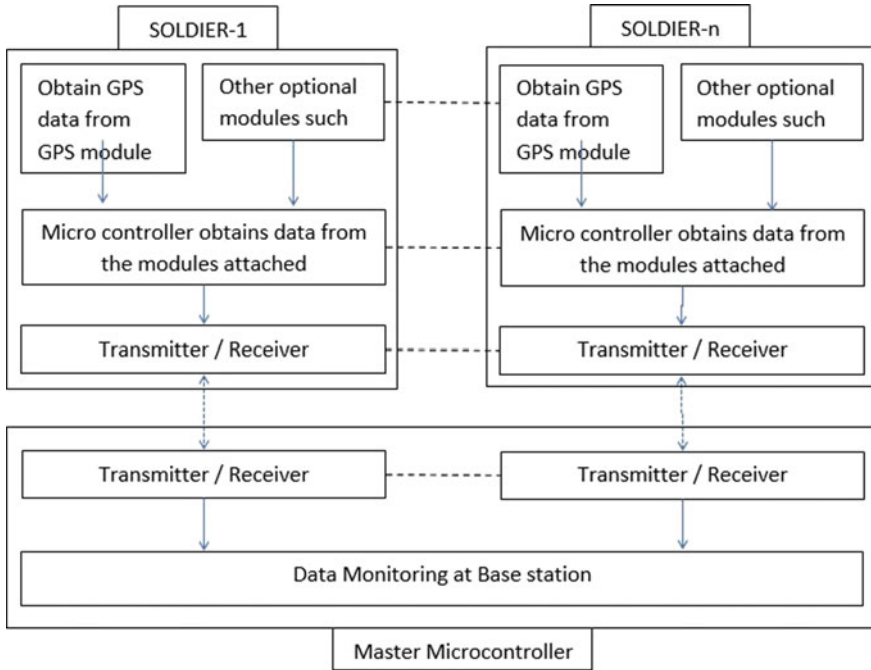 SOLDIER-1
Obtain GPS
data from
GPS module
Other optional
modules such
Micro controller obtains data from
the modules attached
Transmitter / Receiver
SOLDIER-n
Obtain GPS
data from
GPS module
Other optional
modules such
Micro controller obtains data from
the modules attached
Transmitter / Receiver
Transmitter / Receiver
Transmitter / Receiver
Data Monitoring at Base station
Master Microcontroller